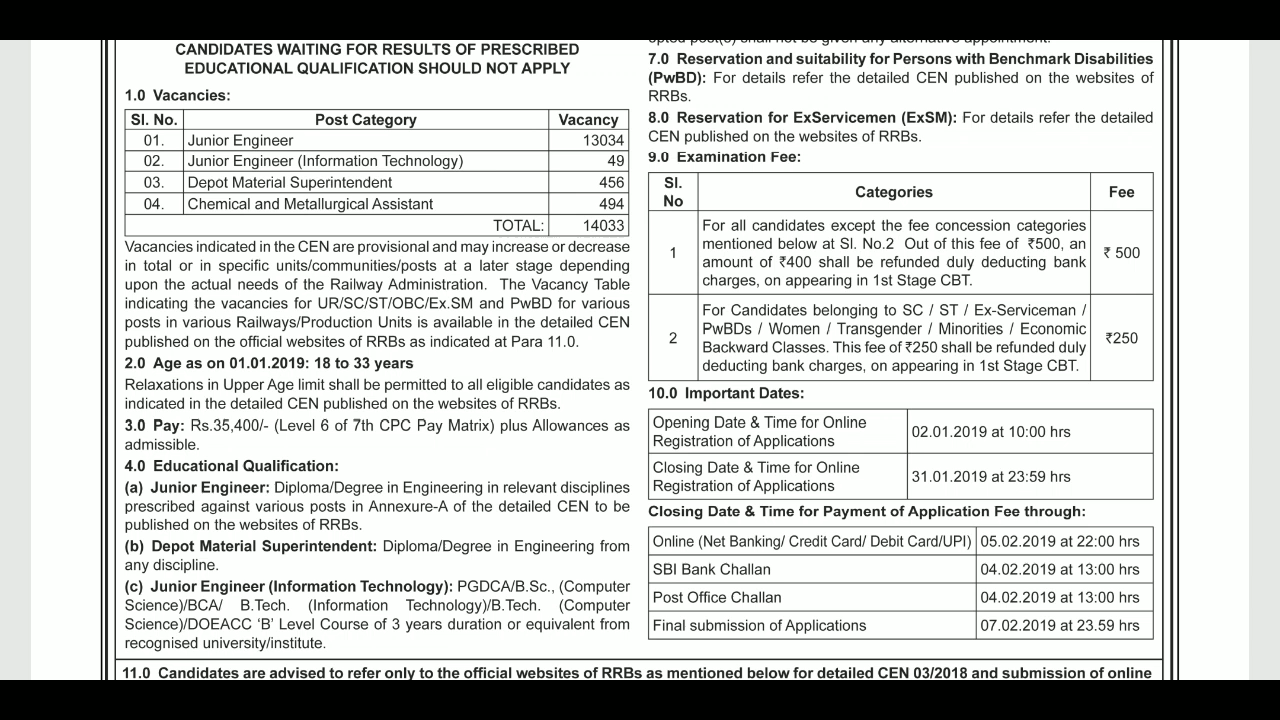 CANDIDATES WAITING FOR RESULTS OF PRESCRIBED
EDUCATIONAL QUALIFICATION SHOULD NOT APPLY
1.0 Vacancies:
Sl. No. Post Category Vacancy
01. Junior Engineer 13034
02. Junior Engineer (Information Technology) 49
03. Depot Material Superintendent 456
04. Chemical and Metallurgical Assistant 494
TOTAL: 14033
Vacancies indicated in the CEN are provisional and may increase or decrease
in total or in specific units/communities/posts at a later stage depending
upon the actual needs of the Railway Administration. The Vacancy Table
indicating the vacancies for UR/SC/ST/OBC/Ex.SM and PwBD for various
posts in various Railways/Production Units is available in the detailed CEN
published on the official websites of RRBs as indicated at Para 11.0.
2.0 Age as on 01.01.2019: 18 to 33 years
Relaxations in Upper Age limit shall be permitted to all eligible candidates as
indicated in the detailed CEN published on the websites of RRBs.
3.0 Pay: Rs.35,400/- (Level 6 of 7th CPC Pay Matrix) plus Allowances as
admissible.
4.0 Educational Qualification:
(a) Junior Engineer: Diploma/Degree in Engineering in relevant disciplines
prescribed against various posts in Annexure-A of the detailed CEN to be
published on the websites of RRBs.
(b) Depot Material Superintendent: Diploma/Degree in Engineering from
any discipline.
(c) Junior Engineer (Information Technology): PGDCA/B.Sc., (Computer
Science)/BCA/ B.Tech. (Information Technology)/B.Tech. (Computer
Science)/DOEACC ‘B’ Level Course of 3 years duration or equivalent from
recognised university/institute.
opted post(s) shall not be given any alternative appointment.
7.0 Reservation and suitability for Persons with Benchmark Disabilities
(PwBD): For details refer the detailed CEN published on the websites of
RRBs.
8.0 Reservation for ExServicemen (ExSM): For details refer the detailed
CEN published on the websites of RRBs.
9.0 Examination Fee:
Sl. No Categories Fee
1 For all candidates except the fee concession categories ₹ 500
mentioned below at Sl. No.2 Out of this fee of ₹500, an
amount of ₹400 shall be refunded duly deducting bank
charges, on appearing in 1st Stage CBT.
2 For Candidates belonging to SC / ST / Ex-Serviceman / ₹250
PwBDs / Women / Transgender / Minorities / Economic
Backward Classes. This fee of ₹250 shall be refunded duly
deducting bank charges, on appearing in 1st Stage CBT.
10.0 Important Dates:
Opening Date & Time for Online
Registration of Applications 02.01.2019 at 10:00 hrs
Closing Date & Time for Online
Registration of Applications 31.01.2019 at 23:59 hrs
Closing Date & Time for Payment of Application Fee through:
Online (Net Banking/ Credit Card/ Debit Card/UPI) 05.02.2019 at 22:00 hrs
SBI Bank Challan 04.02.2019 at 13:00 hrs
Post Office Challan 04.02.2019 at 13:00 hrs
Final submission of Applications 07.02.2019 at 23.59 hrs
11.0 Candidates are advised to refer only to the official websites of RRBs as mentioned below for detailed CEN 03/2018 and submission of online